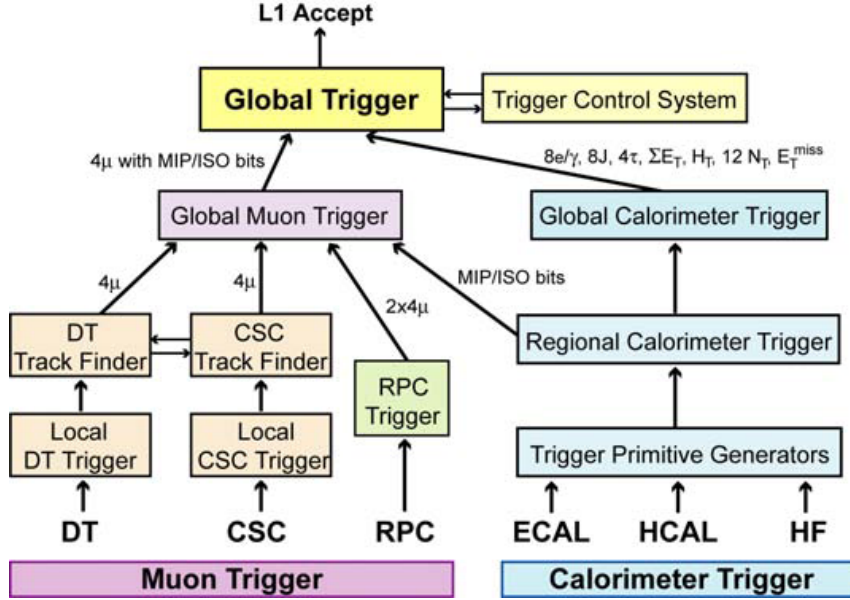 L1 Accept
Global Trigger
Trigger Control System
4μ with MIP/ISO bits
8e/γ, 8J, 4τ, ΣE_T, H_T, 12 N_T, E_T^miss
Global Muon Trigger
Global Calorimeter Trigger
4μ
4μ
2x4μ
MIP/ISO bits
DT
Track Finder
CSC
Track Finder
Regional Calorimeter Trigger
RPC
Trigger
Local
DT Trigger
Local
CSC Trigger
Trigger Primitive Generators
DT
CSC
RPC
ECAL
HCAL
HF
Muon Trigger
Calorimeter Trigger